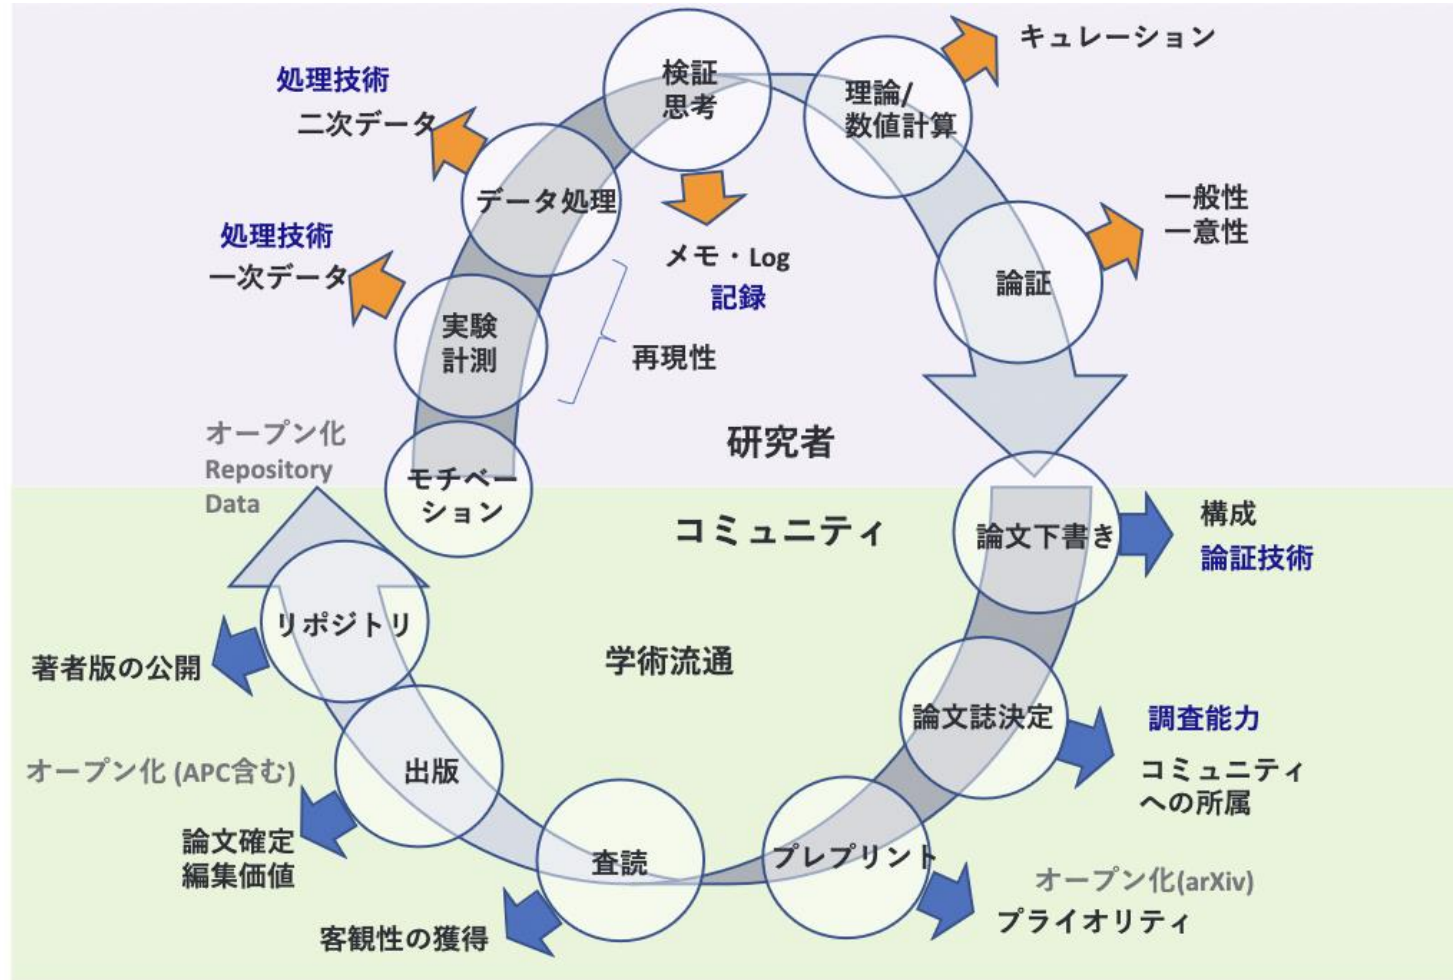 キュレーション
検証
思考
処理技術
二次データ
理論/
数値計算
データ処理
一般性
一意性
処理技術
一次データ
メモ・Log
記録
論証
実験
計測
再現性
オープン化
Repository
Data
研究者
モチベー
ション
コミュニティ
構成
論証技術
論文下書き
リポジトリ
著者版の公開
学術流通
論文誌決定
調査能力
コミュニティ
への所属
オープン化 (APC含む)
出版
論文確定
編集価値
査読
プレプリント
オープン化(arXiv)
プライオリティ
客観性の獲得